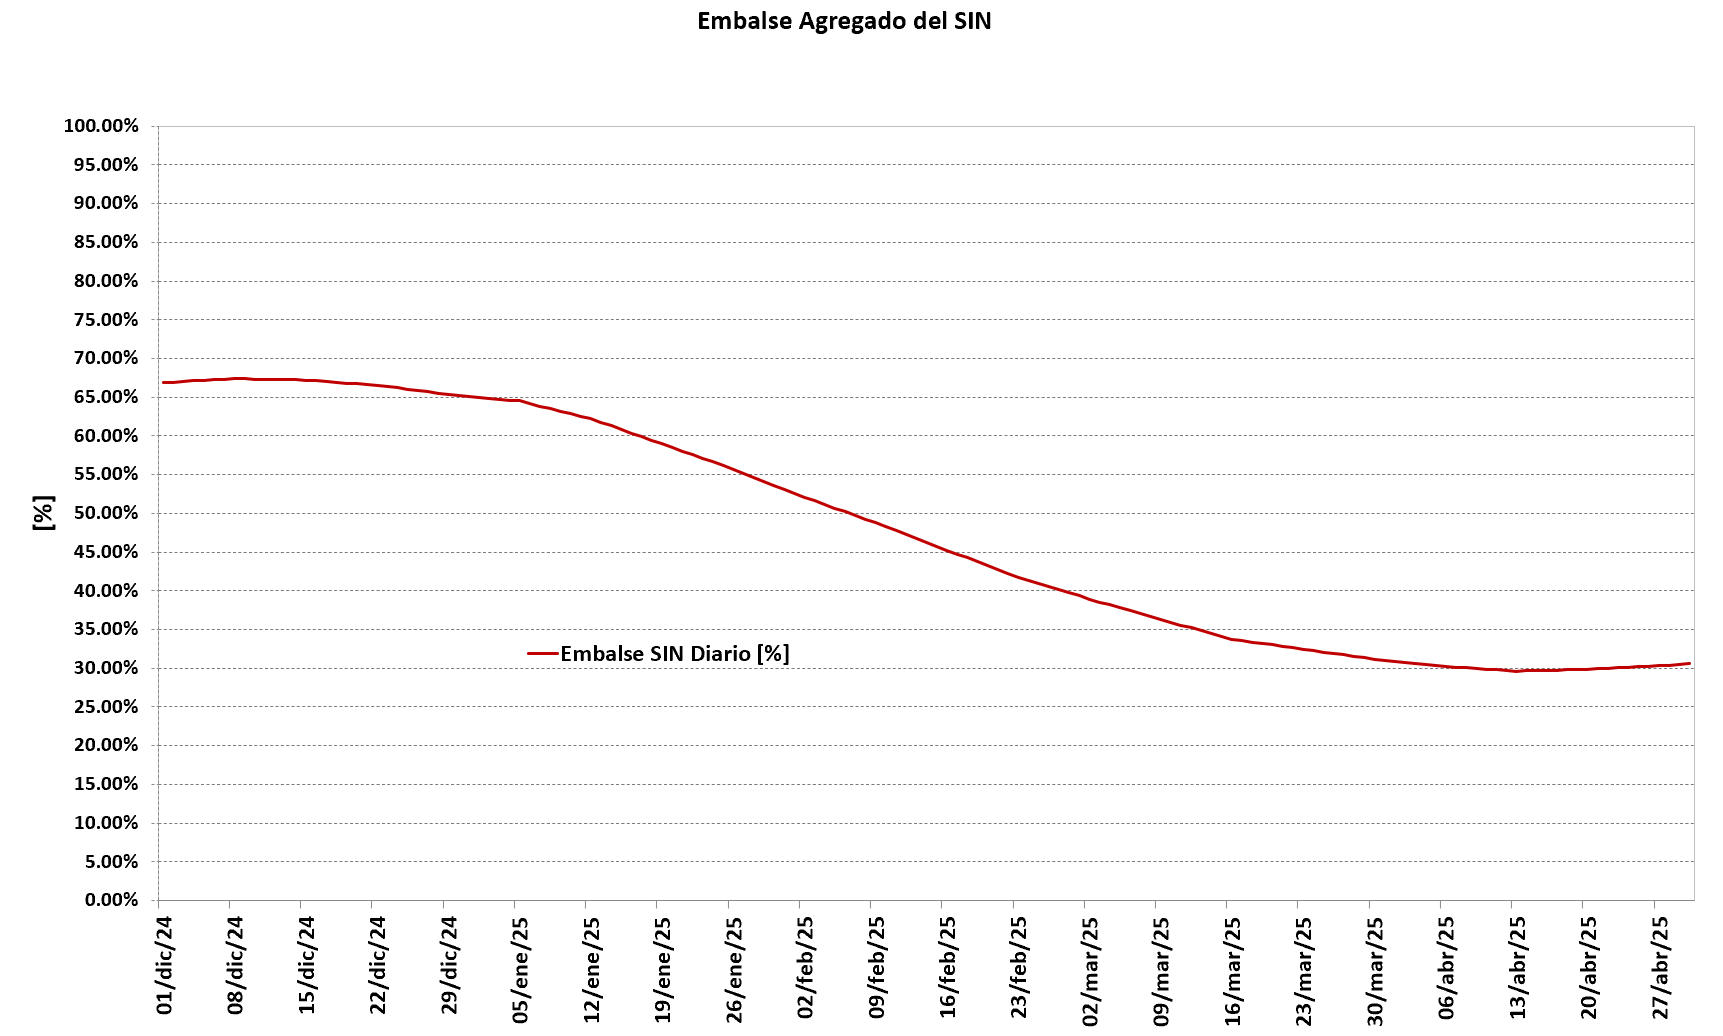 Embalse Agregado del SIN
100.00%
95.00%
90.00%
85.00%
80.00%
75.00%
70.00%
65.00%
60.00%
55.00%
50.00%
45.00%
40.00%
35.00%
30.00%
25.00%
20.00%
15.00%
10.00%
5.00%
0.00%
[%]
Embalse SIN Diario [%]
01/dic/24
08/dic/24
15/dic/24
22/dic/24
29/dic/24
05/ene/25
12/ene/25
19/ene/25
26/ene/25
02/feb/25
09/feb/25
16/feb/25
23/feb/25
02/mar/25
09/mar/25
16/mar/25
23/mar/25
30/mar/25
06/abr/25
13/abr/25
20/abr/25
27/abr/25